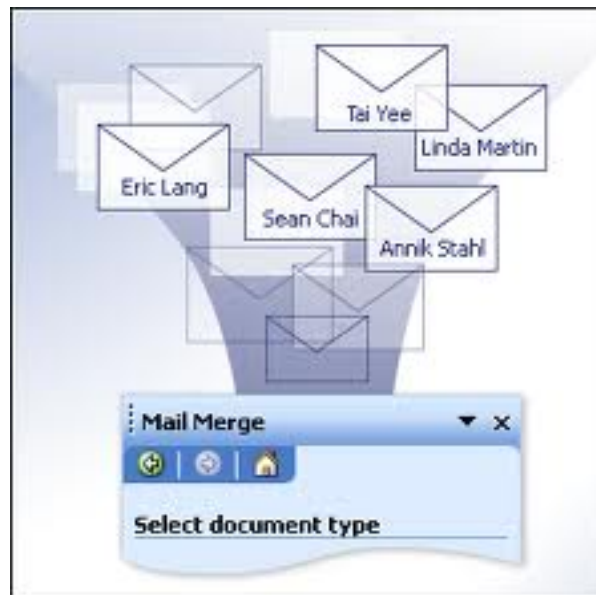 Tai Yee
Linda Martin
Eric Lang
Sean Chai
Annik Stahl
Mail Merge
Select document type